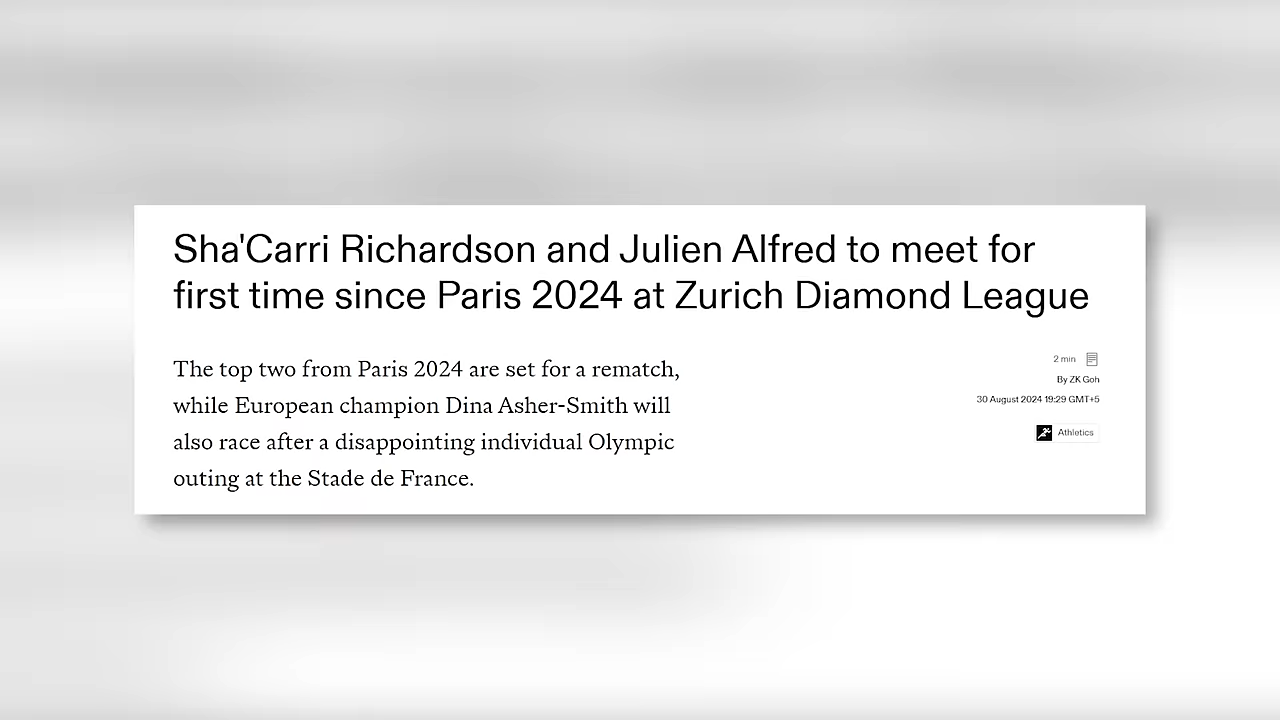 Sha'Carri Richardson and Julien Alfred to meet for
first time since Paris 2024 at Zurich Diamond League
The top two from Paris 2024 are set for a rematch,
while European champion Dina Asher-Smith will
also race after a disappointing individual Olympic
outing at the Stade de France.
2 min
By ZK Goh
30 August 2024 19:29 GMT+5
Athletics